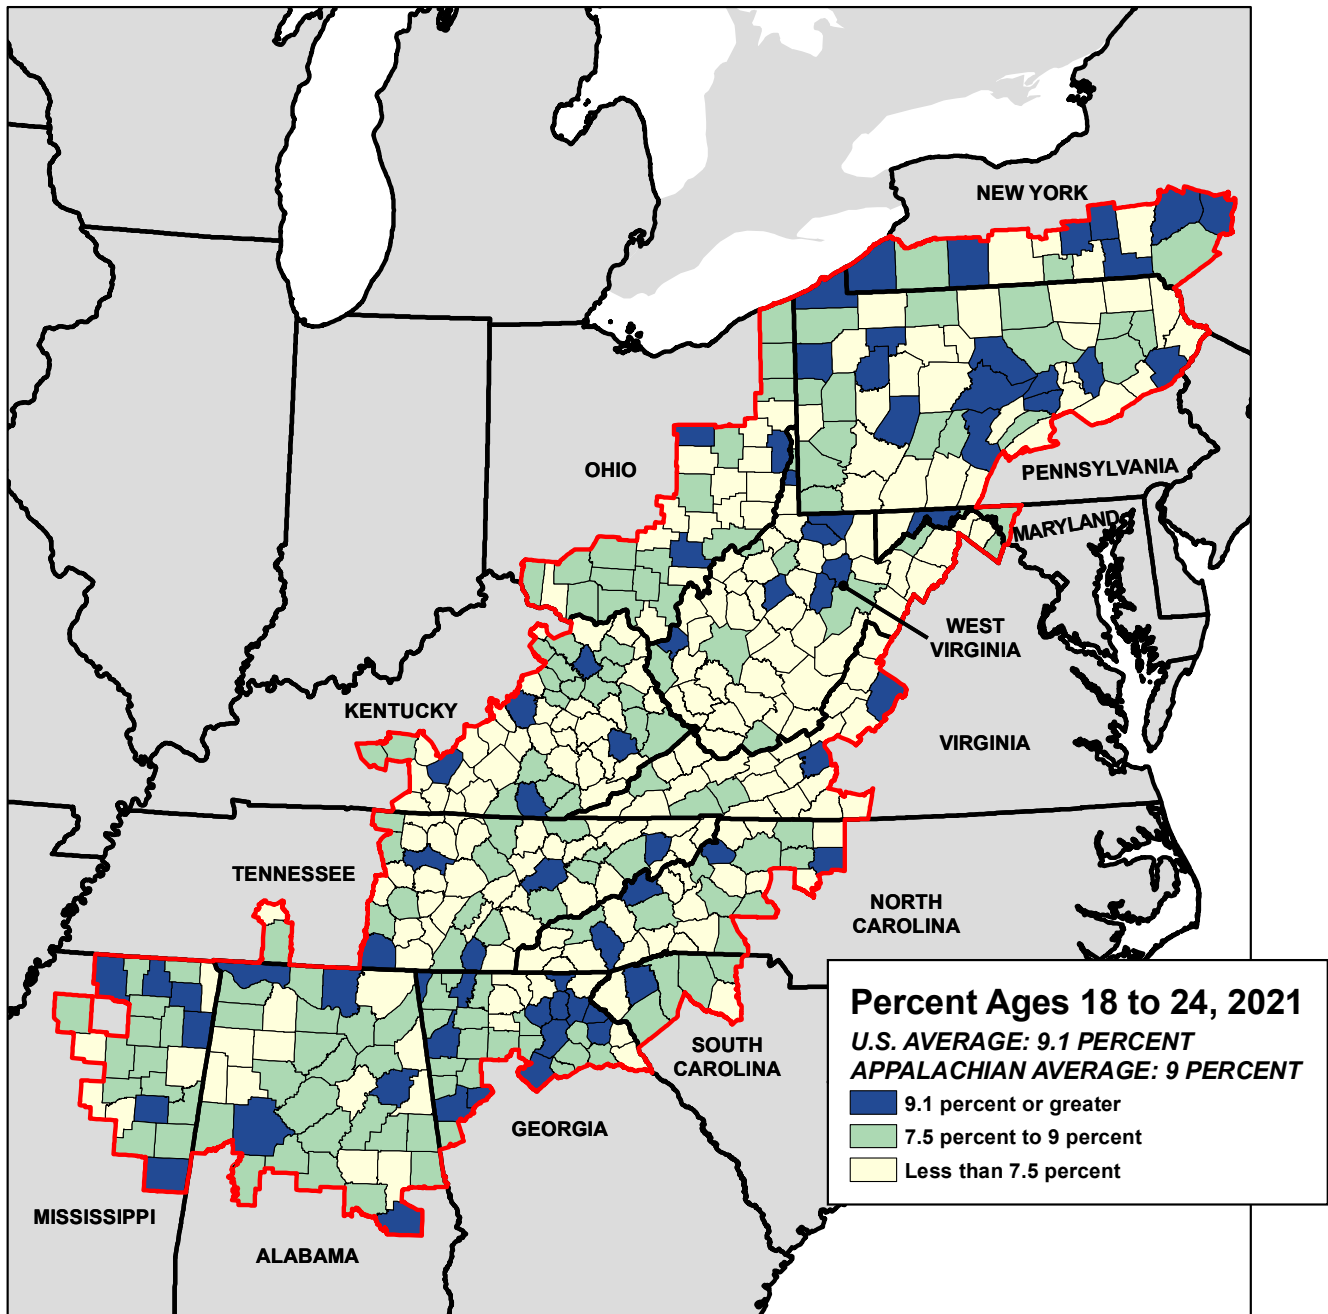 NEW YORK
OHIO
PENNSYLVANIA
MARYLAND
WEST
VIRGINIA
KENTUCKY
VIRGINIA
TENNESSEE
NORTH
CAROLINA
SOUTH
CAROLINA
GEORGIA
MISSISSIPPI
ALABAMA
Percent Ages 18 to 24, 2021
U.S. AVERAGE: 9.1 PERCENT
APPALACHIAN AVERAGE: 9 PERCENT
9.1 percent or greater
7.5 percent to 9 percent
Less than 7.5 percent